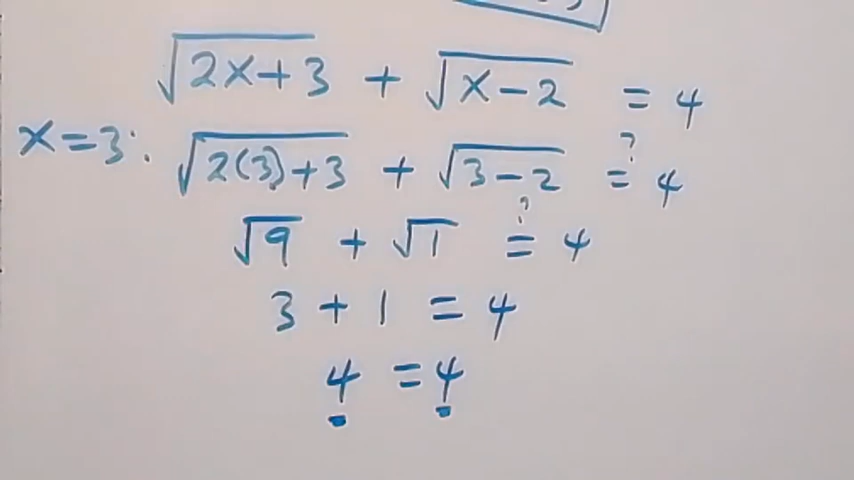 √(2x+3) + √(x-2) = 4
x=3: √(2(3)+3) + √(3-2) ≟ 4
√9 + √1 ≟ 4
3 + 1 = 4
4 = 4